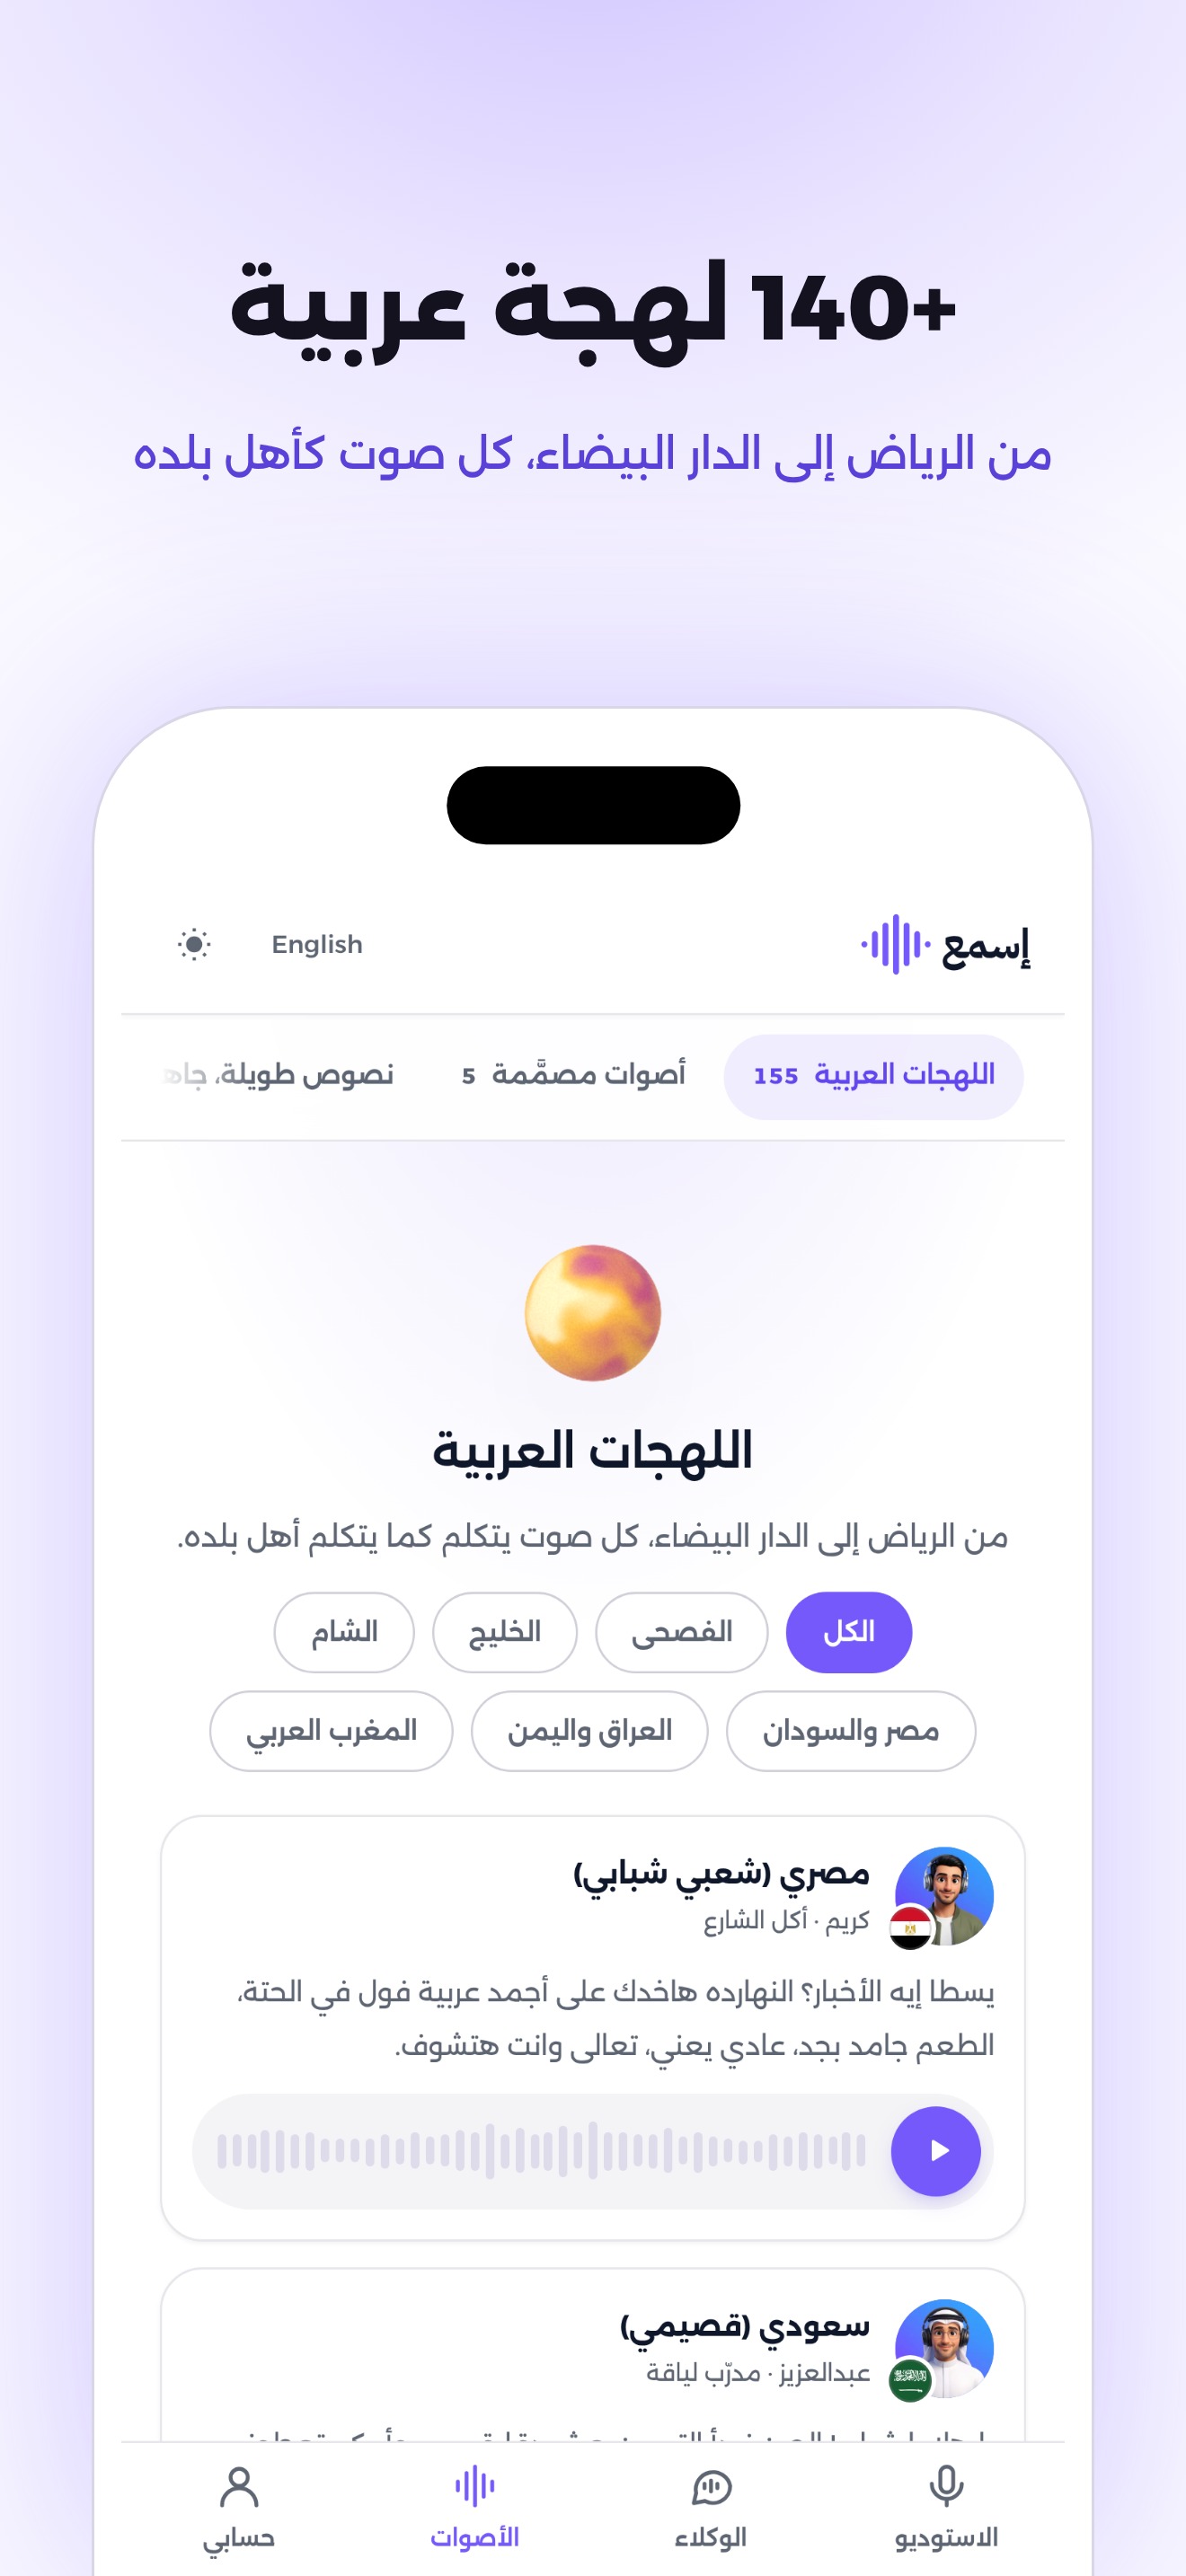 +140 لهجة عربية
من الرياض إلى الدار البيضاء، كل صوت كأهل بلده
إسمع
English
اللهجات العربية 155
أصوات مصمَّمة 5
نصوص طويلة،
اللهجات العربية
من الرياض إلى الدار البيضاء، كل صوت يتكلم كما يتكلم أهل بلده.
الكل
الفصحى
الخليج
الشام
مصر والسودان
العراق واليمن
المغرب العربي
مصري (شعبي شبابي)
كريم · أكل الشارع
يسطا إيه الأخبار؟ النهارده هاخدك على أجمد عربية فول في الحتة،
الطعم جامد بجد، عادي يعني، تعالى وانت هتشوف.
سعودي (قصيمي)
عبدالعزيز · مدرّب لياقة
الاستوديو
الوكلاء
الأصوات
حسابي